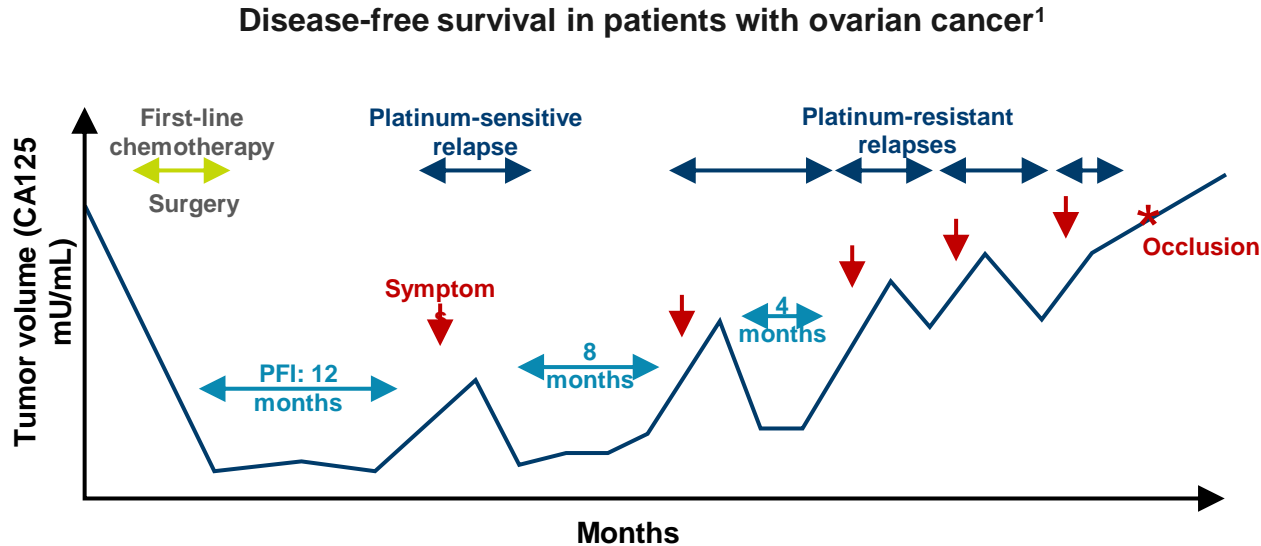 Disease-free survival in patients with ovarian cancer¹
First-line
chemotherapy
Surgery
Platinum-sensitive
relapse
Platinum-resistant
relapses
Tumor volume (CA125
mU/mL)
Symptom
s
PFI: 12
months
8
months
4
months
*
Occlusion
Months